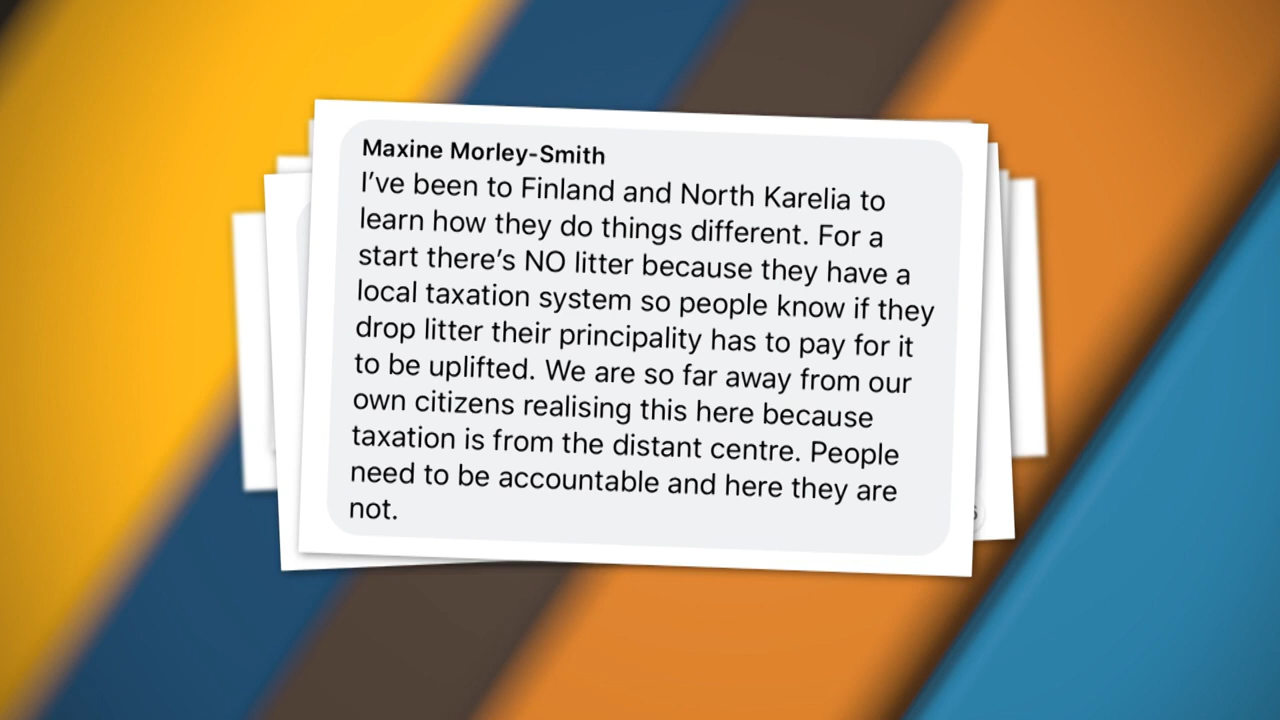 Maxine Morley-Smith
I’ve been to Finland and North Karelia to
learn how they do things different. For a
start there’s NO litter because they have a
local taxation system so people know if they
drop litter their principality has to pay for it
to be uplifted. We are so far away from our
own citizens realising this here because
taxation is from the distant centre. People
need to be accountable and here they are
not.